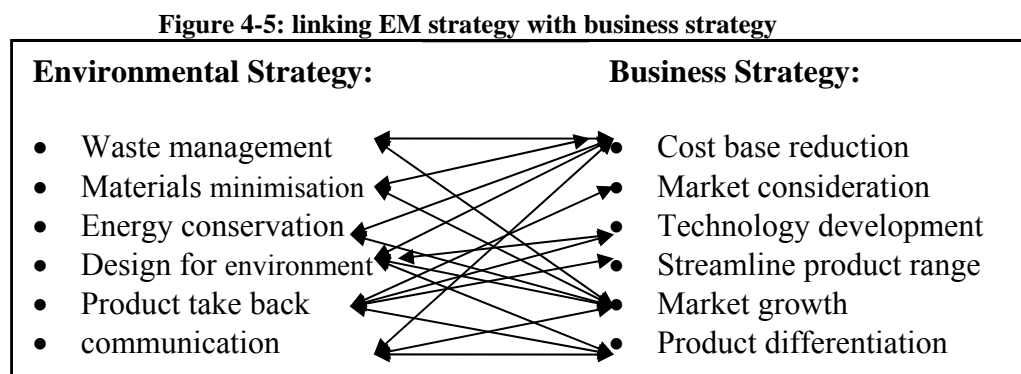 Figure 4-5: linking EM strategy with business strategy
Environmental Strategy:
Business Strategy:
• Waste management
• Materials minimisation
• Energy conservation
• Design for environment
• Product take back
• communication
• Cost base reduction
• Market consideration
• Technology development
• Streamline product range
• Market growth
• Product differentiation